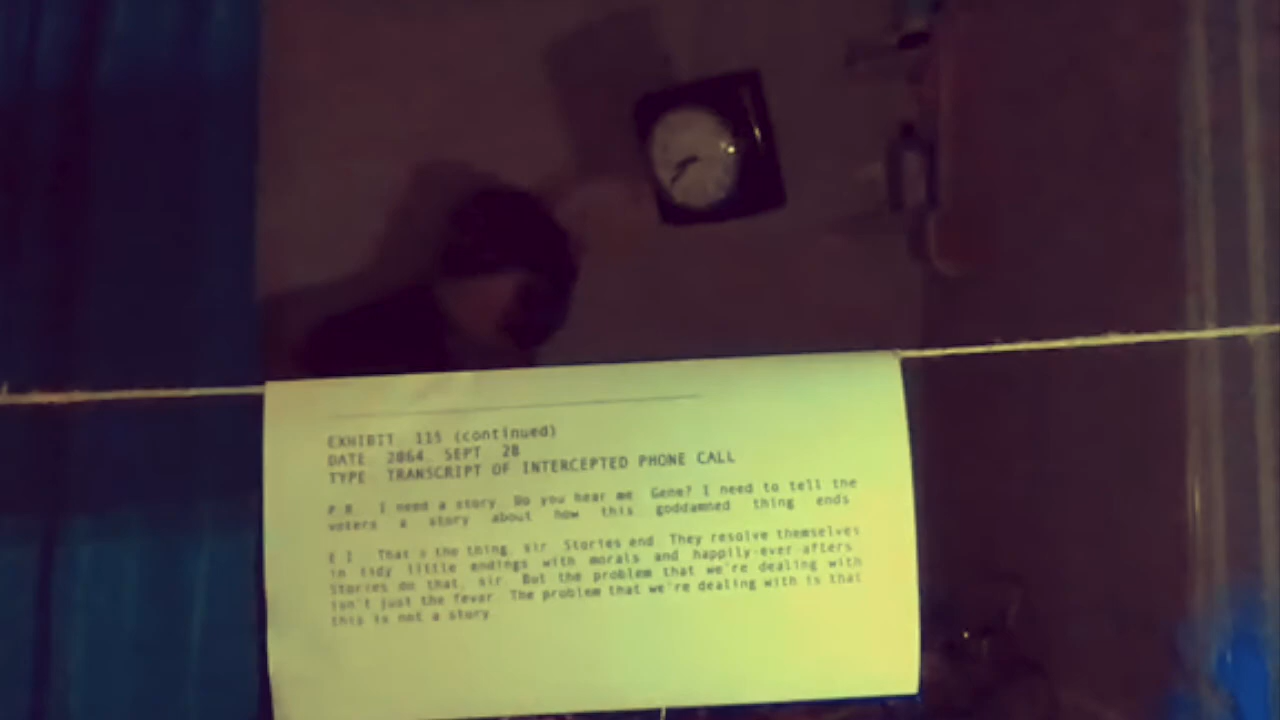 EXHIBIT 115 (continued)
DATE 2064 SEPT 28
TYPE TRANSCRIPT OF INTERCEPTED PHONE CALL
P R I need a story Do you hear me Gene? I need to tell the
voters a story about how this goddamned thing ends
E I That's the thing, sir Stories end They resolve themselves
in tidy little endings with morals and happily-ever-afters
Stories do that, sir. But the problem that we're dealing with
isn't just the fever The problem that we're dealing with is that
this is not a story